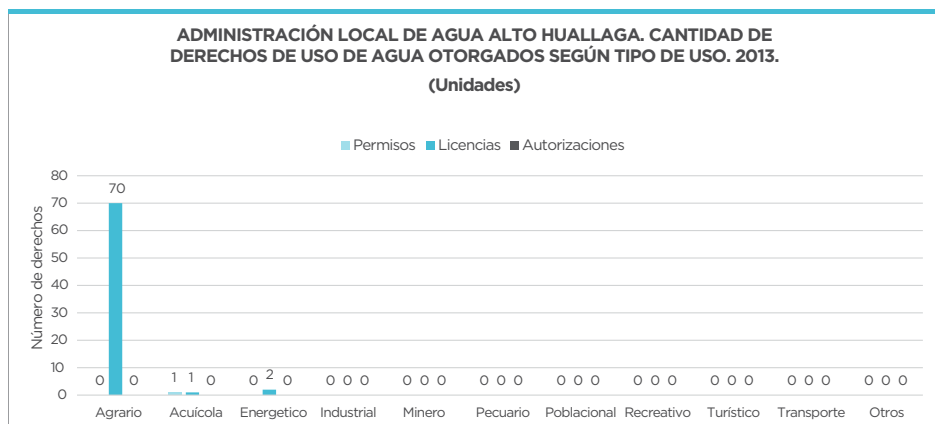 ADMINISTRACIÓN LOCAL DE AGUA ALTO HUALLAGA. CANTIDAD DE
DERECHOS DE USO DE AGUA OTORGADOS SEGÚN TIPO DE USO. 2013.
(Unidades)
Permisos Licencias Autorizaciones
Número de derechos
80
70
60
50
40
30
20
10
0
70
0 0
1 1 0
0 2 0
0 0 0
0 0 0
0 0 0
0 0 0
0 0 0
0 0 0
0 0 0
0 0 0
Agrario Acuícola Energetico Industrial Minero Pecuario Poblacional Recreativo Turístico Transporte Otros